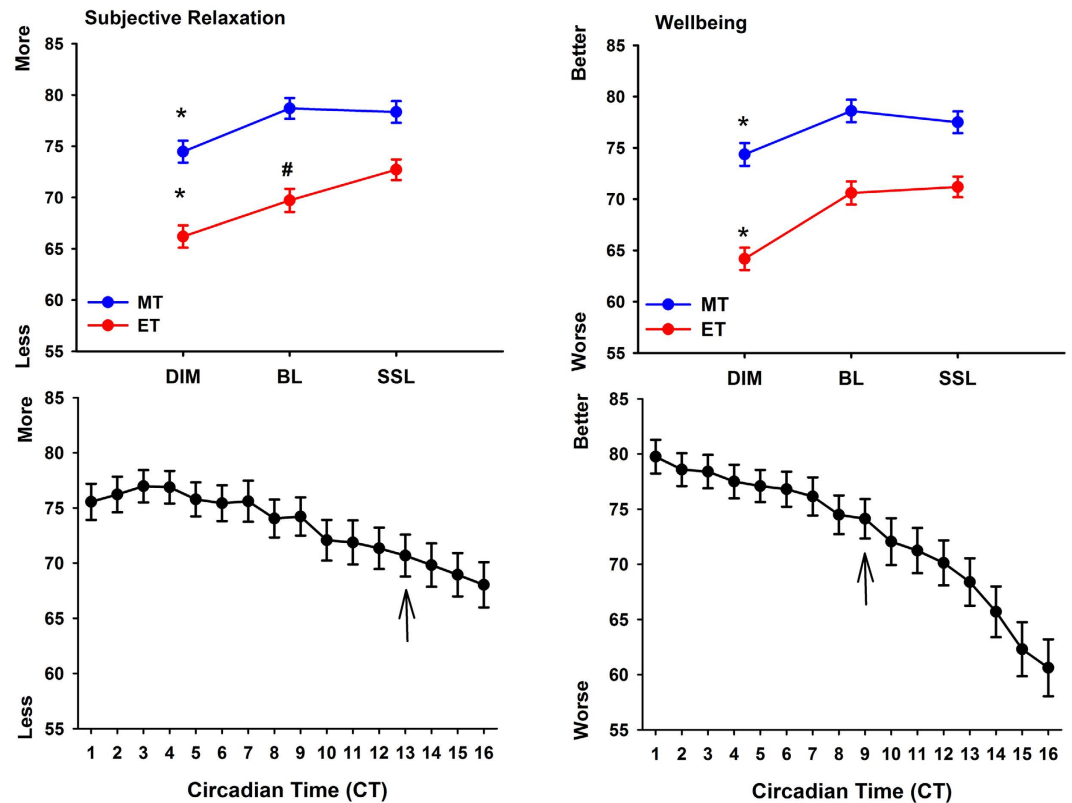 Subjective Relaxation
More
85
80
75
70
65
60
55
Less
*
*
#
MT
ET
DIM BL SSL
Wellbeing
Better
85
80
75
70
65
60
55
Worse
*
*
MT
ET
DIM BL SSL
More
85
80
75
70
65
60
55
Less
1 2 3 4 5 6 7 8 9 10 11 12 13 14 15 16
Circadian Time (CT)
Better
85
80
75
70
65
60
55
Worse
1 2 3 4 5 6 7 8 9 10 11 12 13 14 15 16
Circadian Time (CT)